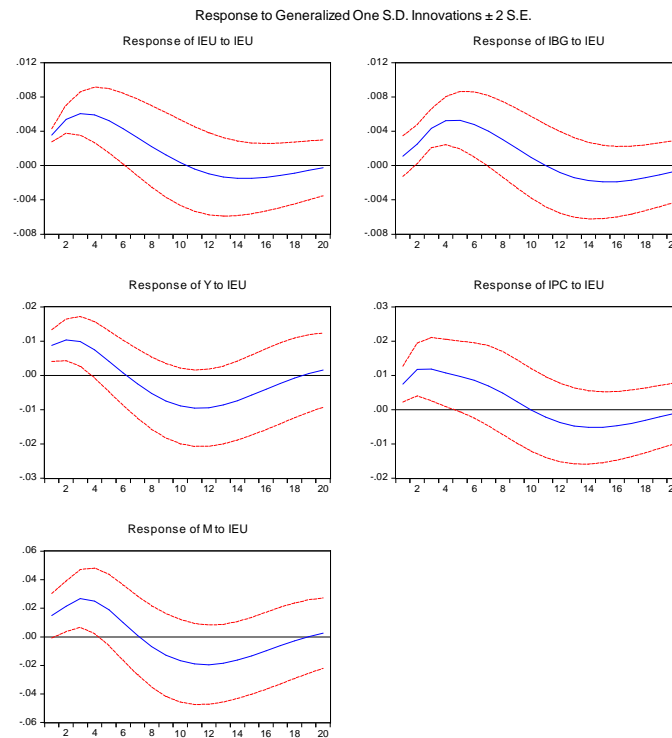 Response to Generalized One S.D. Innovations ± 2 S.E.
Response of IEU to IEU
.012
.008
.004
.000
-.004
-.008
2 4 6 8 10 12 14 16 18 20
Response of IBG to IEU
.012
.008
.004
.000
-.004
-.008
2 4 6 8 10 12 14 16 18
Response of Y to IEU
.02
.01
.00
-.01
-.02
-.03
2 4 6 8 10 12 14 16 18 20
Response of IPC to IEU
.03
.02
.01
.00
-.01
-.02
2 4 6 8 10 12 14 16 18
Response of M to IEU
.06
.04
.02
.00
-.02
-.04
-.06
2 4 6 8 10 12 14 16 18 20